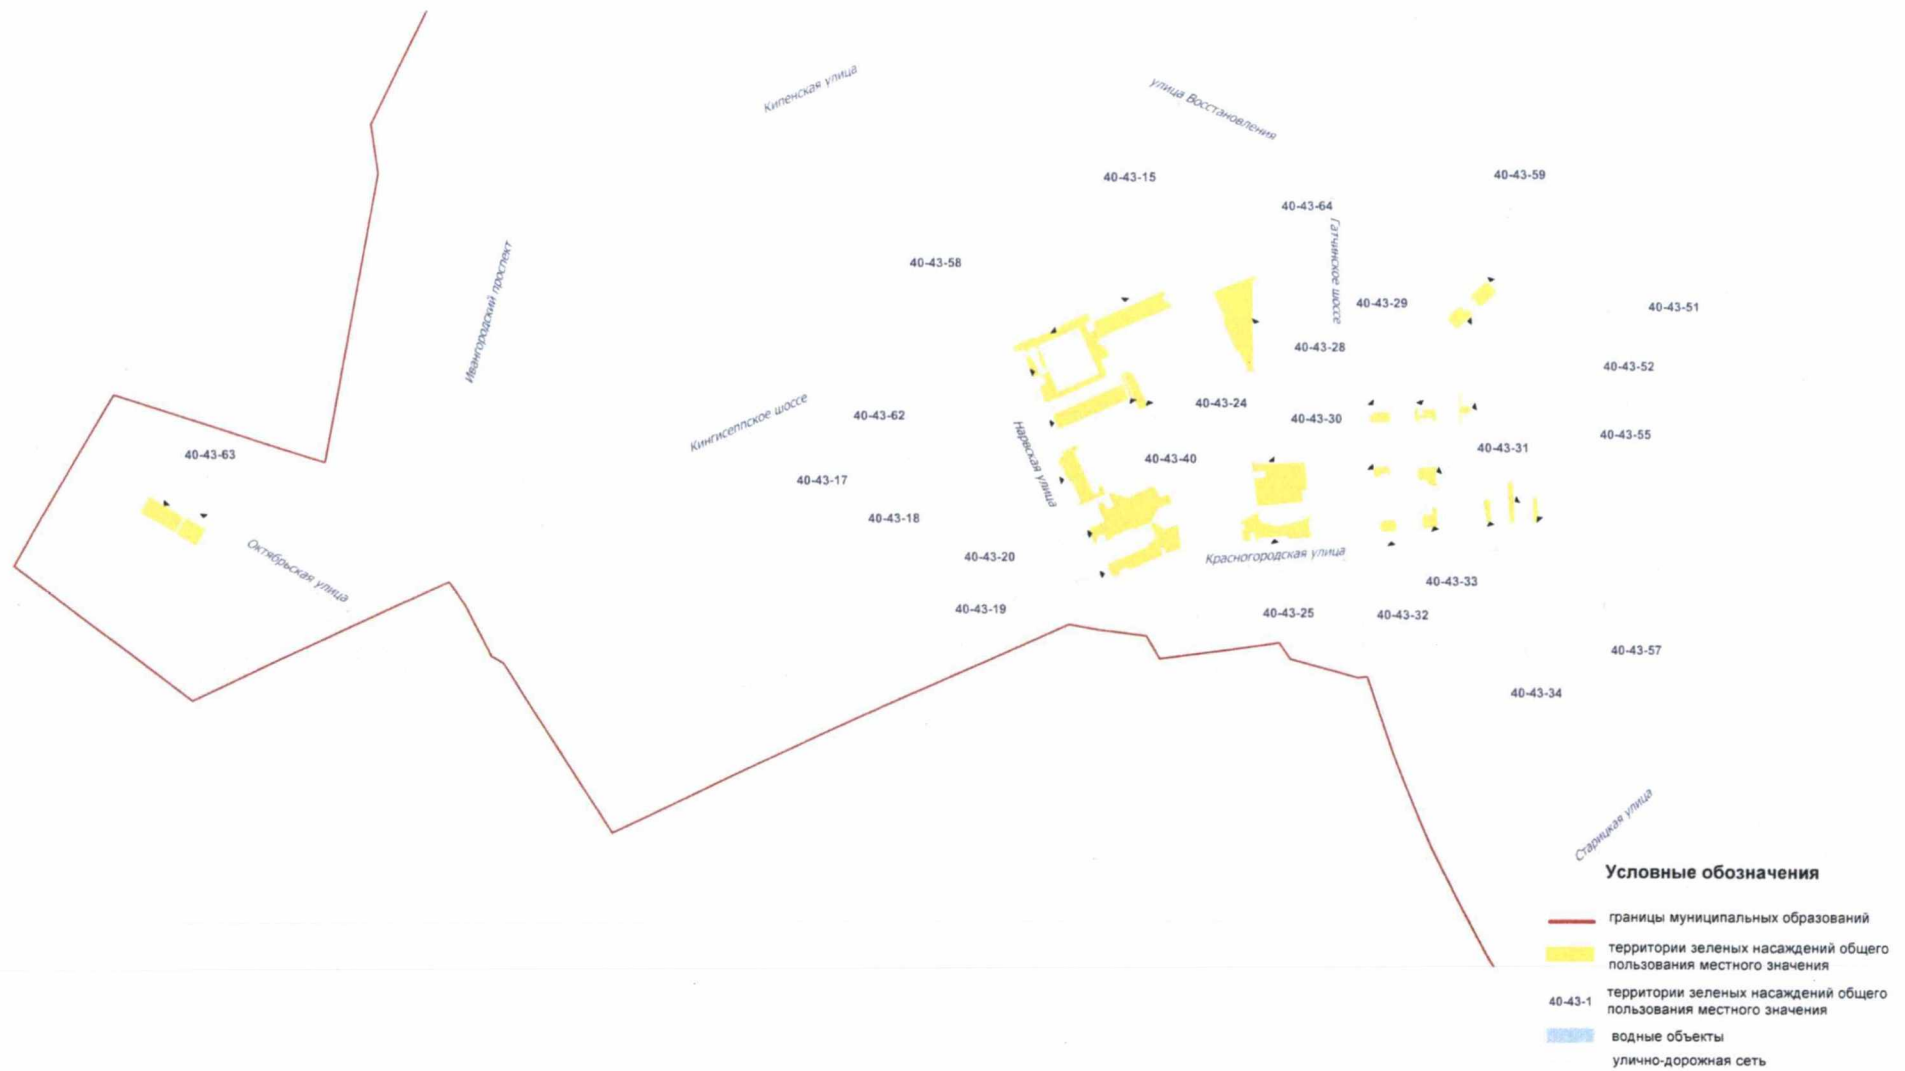 Кипенская улица
улица Восстановления
40-43-15
40-43-59
40-43-64
Гатчинское шоссе
Ивангородский проспект
40-43-58
40-43-29
40-43-51
40-43-28
40-43-52
Кингисеппское шоссе
40-43-62
40-43-24
40-43-30
40-43-55
Нарвская улица
40-43-63
40-43-40
40-43-31
40-43-17
40-43-18
Октябрьская улица
40-43-20
Красногородская улица
40-43-33
40-43-19
40-43-25
40-43-32
40-43-57
40-43-34
Старицкая улица
Условные обозначения
границы муниципальных образований
территории зеленых насаждений общего
пользования местного значения
40-43-1
территории зеленых насаждений общего
пользования местного значения
водные объекты
улично-дорожная сеть